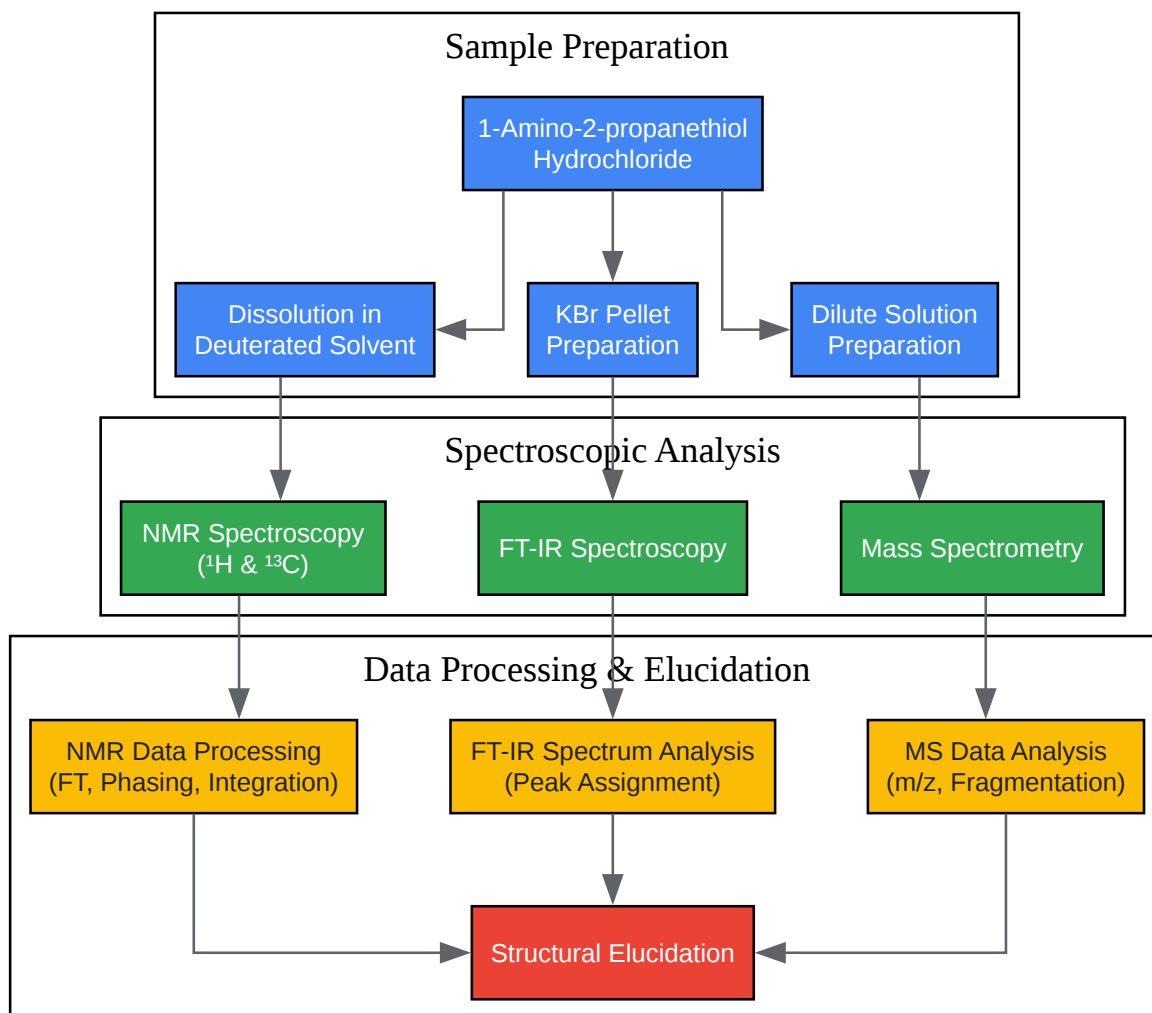 Sample Preparation
1-Amino-2-propanethiol
Hydrochloride
Dissolution in
Deuterated Solvent
KBr Pellet
Preparation
Dilute Solution
Preparation
Spectroscopic Analysis
NMR Spectroscopy
(¹H & ¹³C)
FT-IR Spectroscopy
Mass Spectrometry
Data Processing & Elucidation
NMR Data Processing
(FT, Phasing, Integration)
FT-IR Spectrum Analysis
(Peak Assignment)
MS Data Analysis
(m/z, Fragmentation)
Structural Elucidation